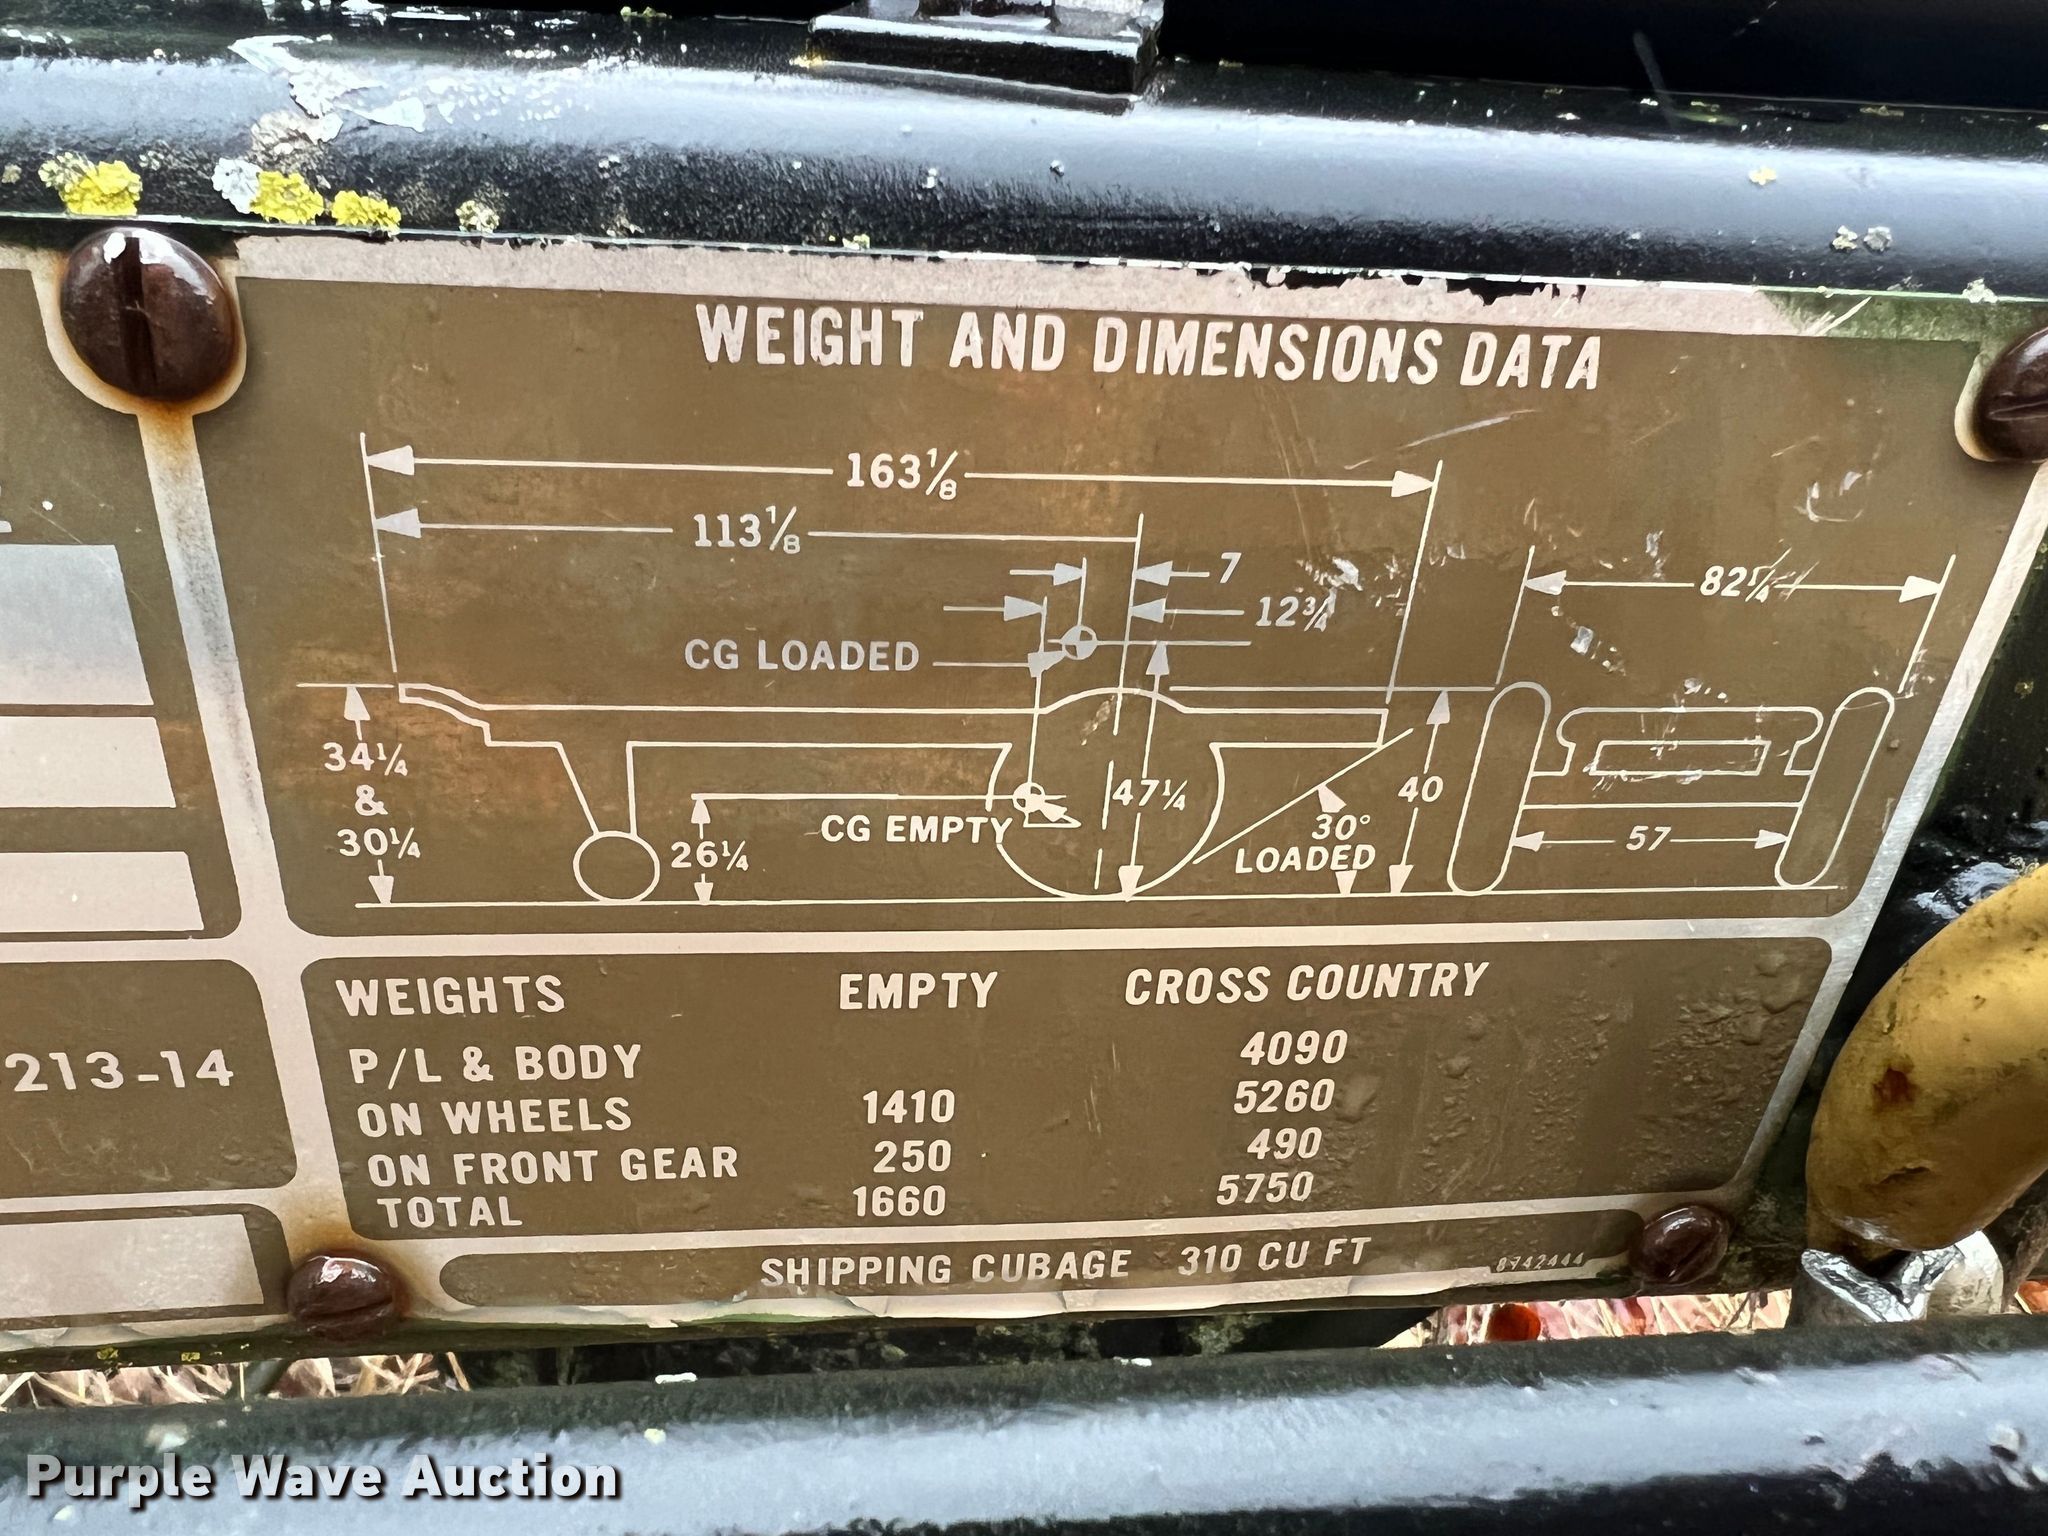 WEIGHT AND DIMENSIONS DATA
163⅛
113⅛
7
12¾
82¼
CG LOADED
34¼
&
30¼
47¼
40
CG EMPTY
26¼
30°
LOADED
57
WEIGHTS EMPTY CROSS COUNTRY
P/L & BODY 4090
ON WHEELS 1410 5260
ON FRONT GEAR 250 490
TOTAL 1660 5750
213-14
SHIPPING CUBAGE 310 CU FT
8742444
Purple Wave Auction